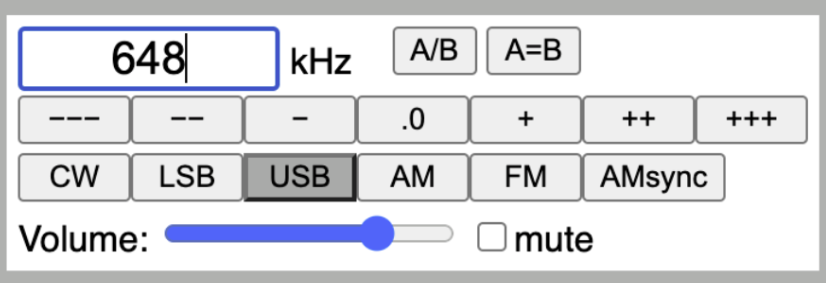 648 kHz A/B A=B
--- -- - .0 + ++ +++
CW LSB USB AM FM AMsync
Volume: mute